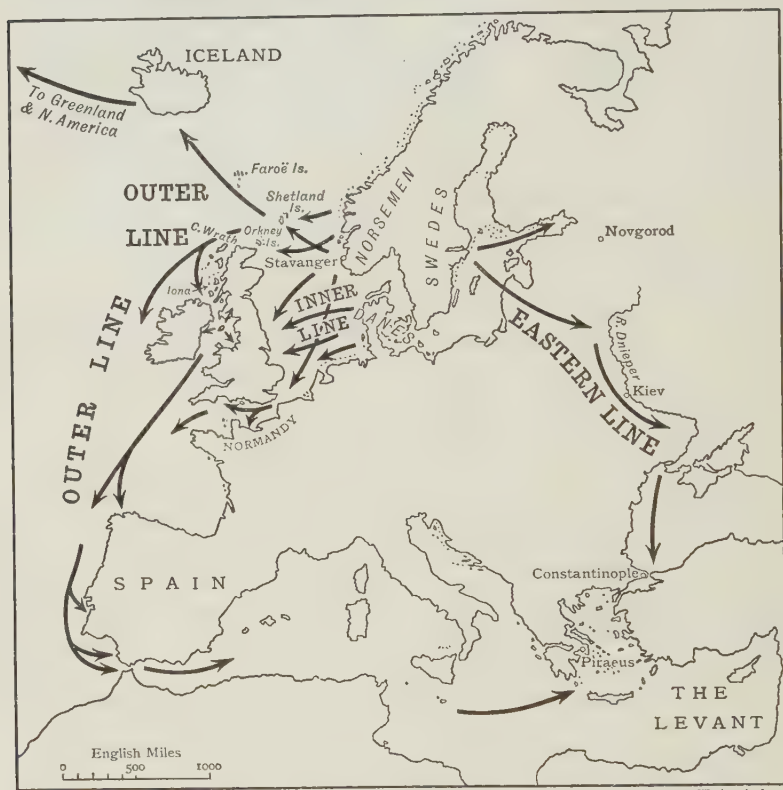 ICELAND
To Greenland
& N. America
Faroë Is.
OUTER
LINE
Shetland
Is.
C. Wrath
Orkney
Is.
Stavanger
NORSEMEN
SWEDES
Novgorod
Iona
INNER
LINE
DANES
OUTER LINE
EASTERN LINE
R. Dnieper
Kiev
NORMANDY
SPAIN
Constantinople
Piraeus
THE
LEVANT
English Miles
0 500 1000